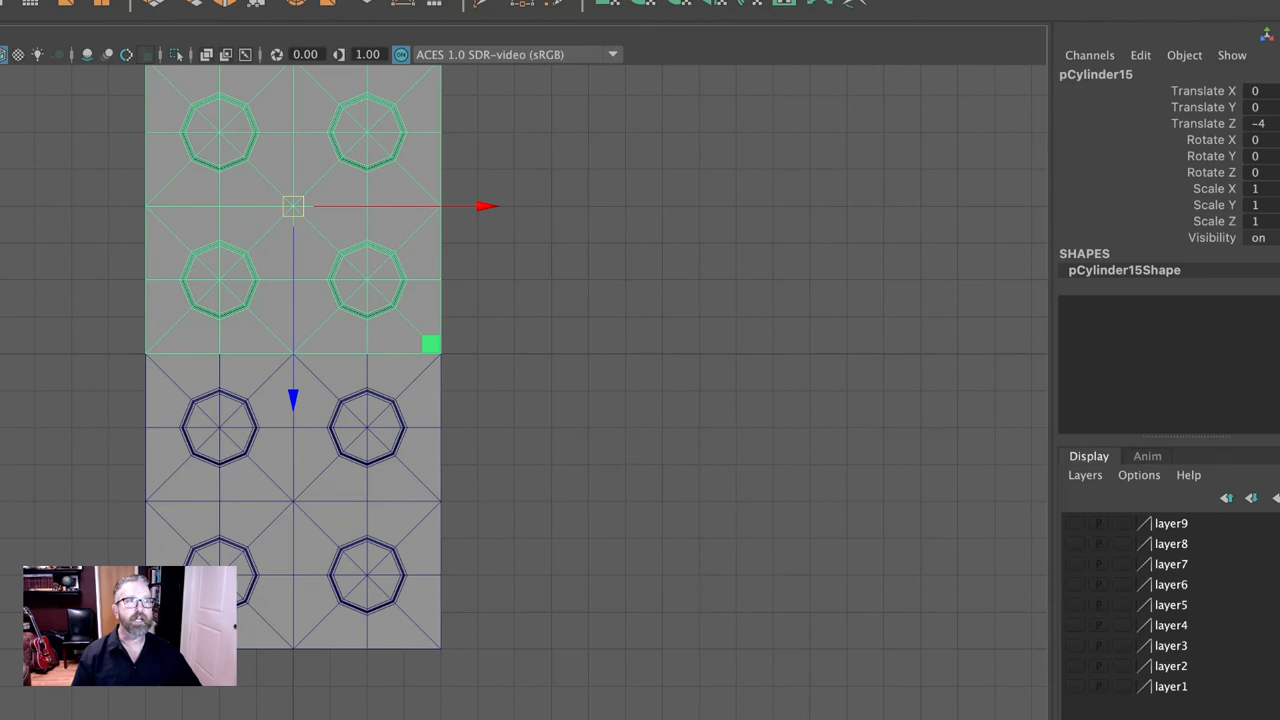 0.00 1.00 ON ACES 1.0 SDR-video (sRGB)
Channels Edit Object Show
pCylinder15
Translate X 0
Translate Y 0
Translate Z -4
Rotate X 0
Rotate Y 0
Rotate Z 0
Scale X 1
Scale Y 1
Scale Z 1
Visibility on
SHAPES
pCylinder15Shape
Display Anim
Layers Options Help
layer9
layer8
layer7
layer6
layer5
layer4
layer3
layer2
layer1